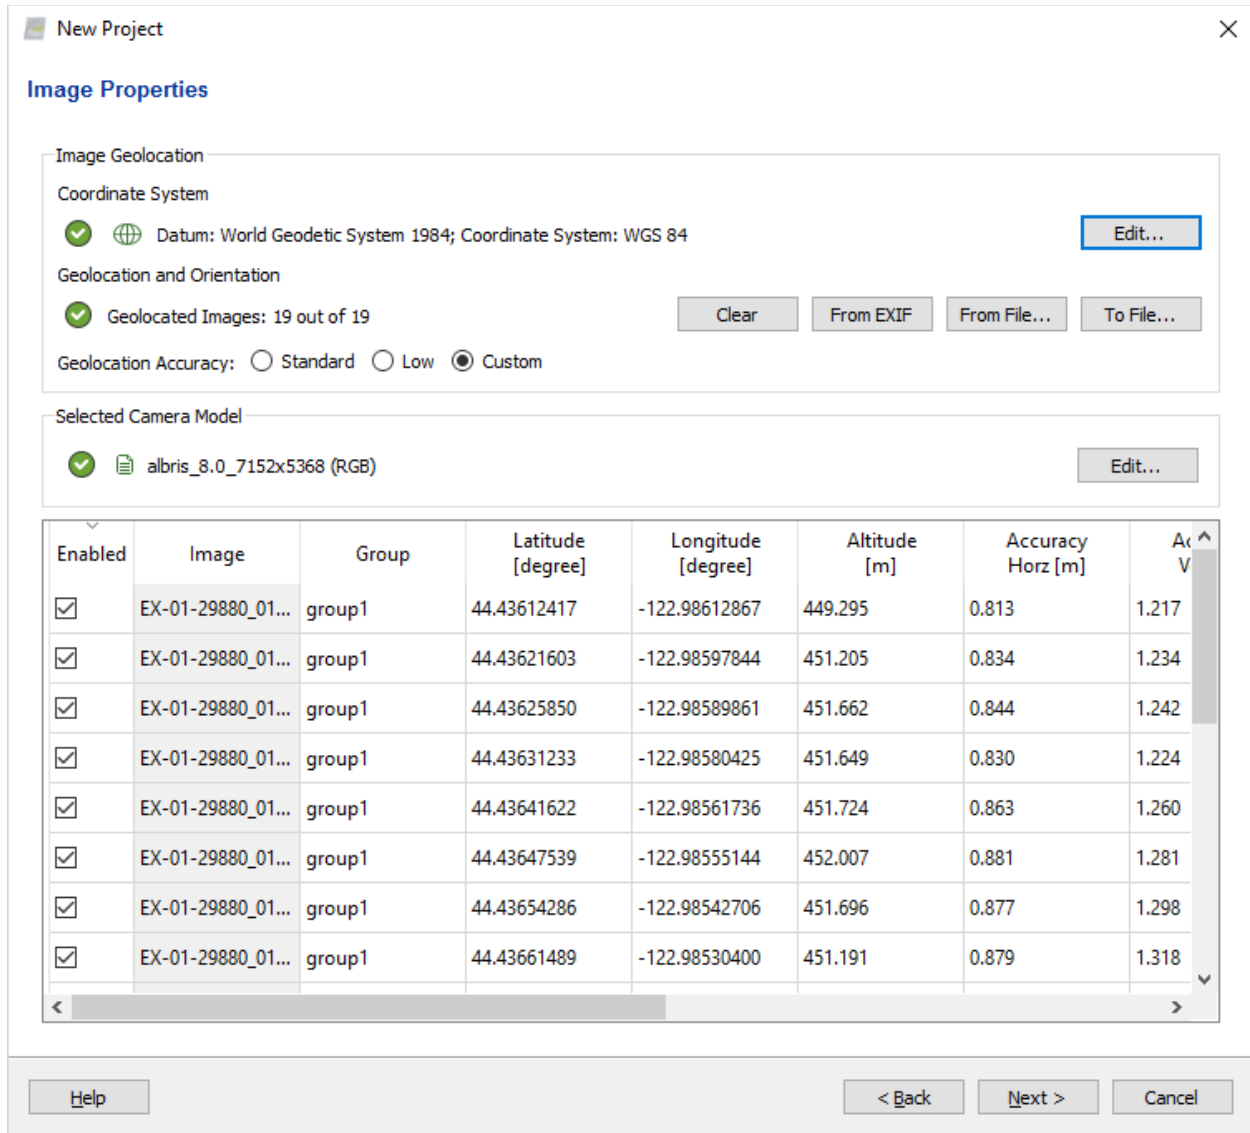 New Project
Image Properties
Image Geolocation
Coordinate System
Datum: World Geodetic System 1984; Coordinate System: WGS 84 Edit...
Geolocation and Orientation
Geolocated Images: 19 out of 19 Clear From EXIF From File... To File...
Geolocation Accuracy: Standard Low Custom
Selected Camera Model
albris_8.0_7152x5368 (RGB) Edit...
Enabled Image Group Latitude [degree] Longitude [degree] Altitude [m] Accuracy Horz [m]
EX-01-29880_01... group1 44.43612417 -122.98612867 449.295 0.813 1.217
EX-01-29880_01... group1 44.43621603 -122.98597844 451.205 0.834 1.234
EX-01-29880_01... group1 44.43625850 -122.98589861 451.662 0.844 1.242
EX-01-29880_01... group1 44.43631233 -122.98580425 451.649 0.830 1.224
EX-01-29880_01... group1 44.43641622 -122.98561736 451.724 0.863 1.260
EX-01-29880_01... group1 44.43647539 -122.98555144 452.007 0.881 1.281
EX-01-29880_01... group1 44.43654286 -122.98542706 451.696 0.877 1.298
EX-01-29880_01... group1 44.43661489 -122.98530400 451.191 0.879 1.318
Help < Back Next > Cancel